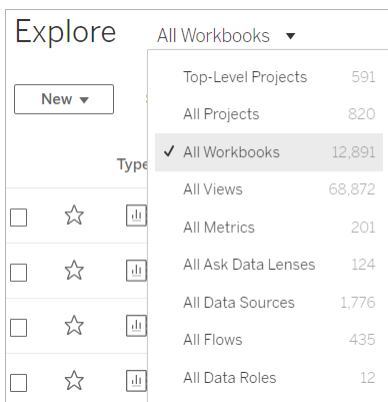 Explore All Workbooks
Top-Level Projects 591
New
All Projects 820
All Workbooks 12,891
Type
All Views 68,872
All Metrics 201
All Ask Data Lenses 124
All Data Sources 1,776
All Flows 435
All Data Roles 12